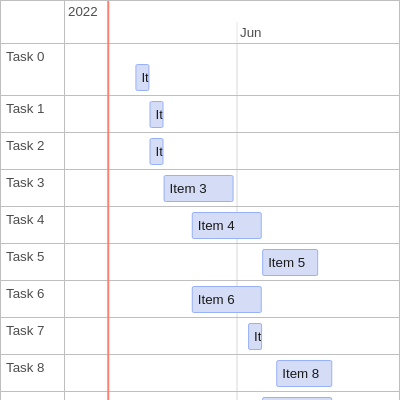 2022
Jun
Task 0
It
Task 1
It
Task 2
It
Task 3
Item 3
Task 4
Item 4
Task 5
Item 5
Task 6
Item 6
Task 7
It
Task 8
Item 8